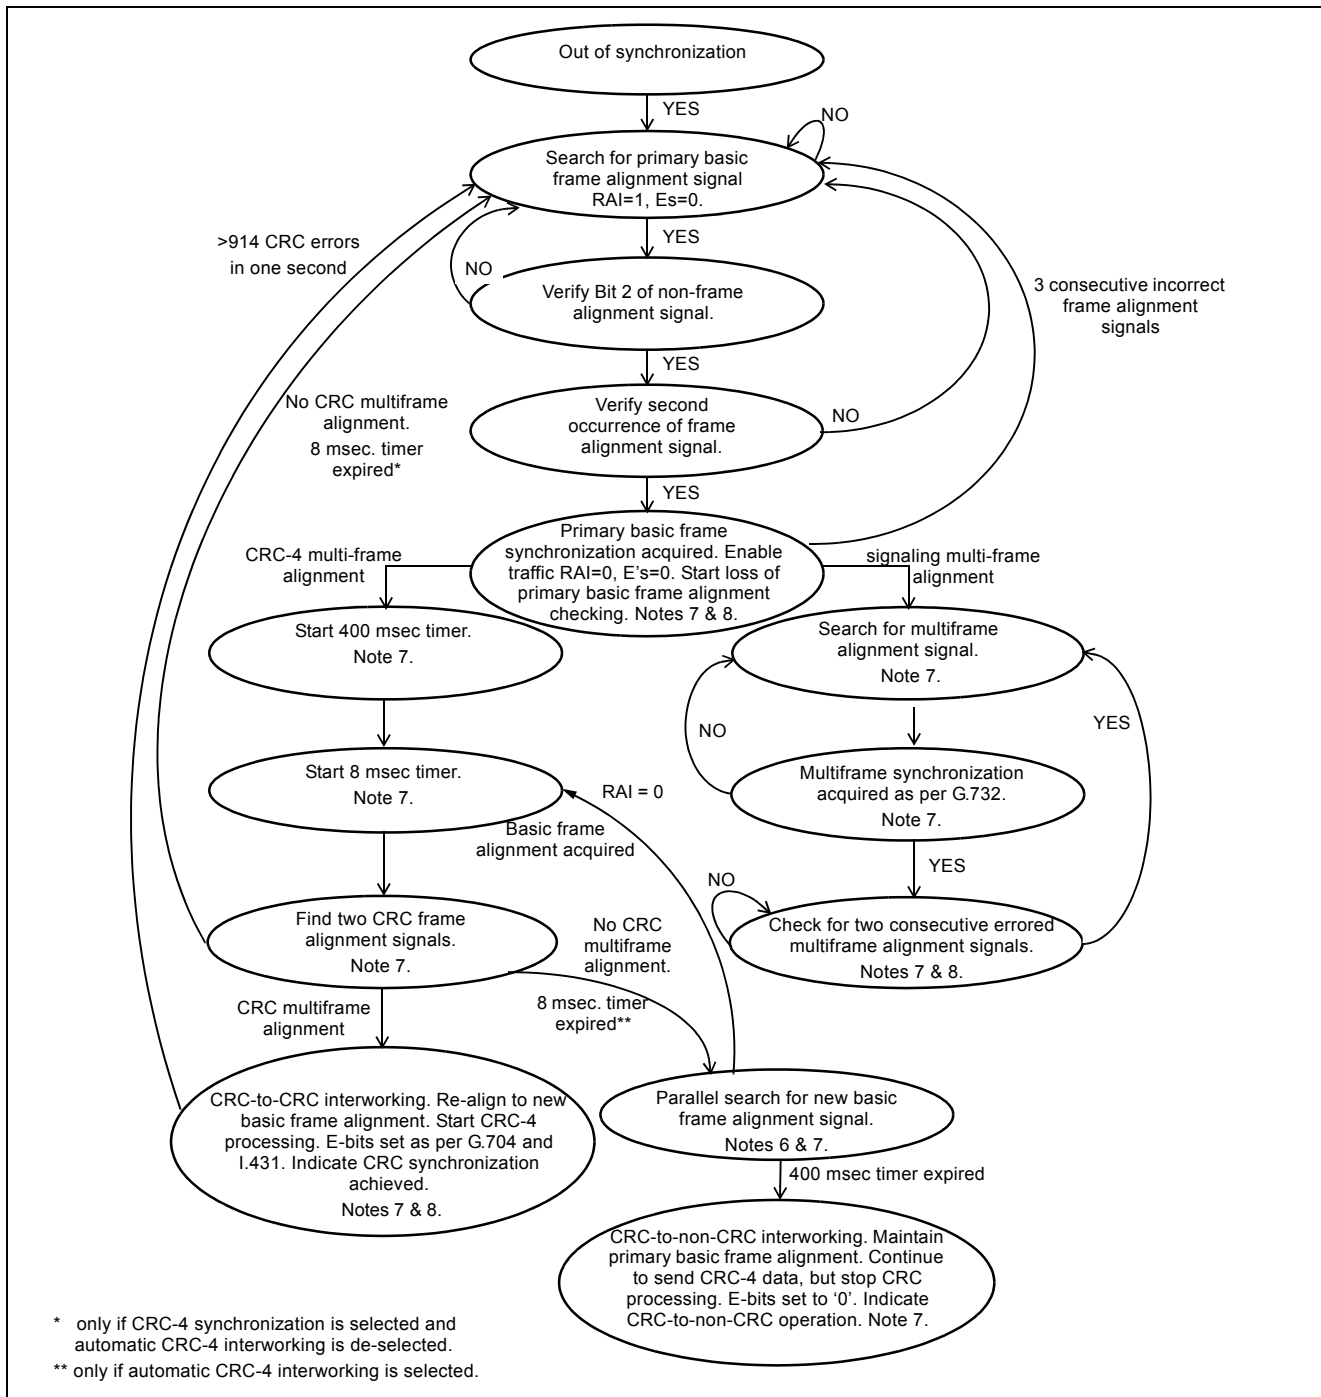 Out of synchronization
YES
NO
Search for primary basic
frame alignment signal
RAI=1, Es=0.
>914 CRC errors
in one second
YES
NO
Verify Bit 2 of non-frame
alignment signal.
3 consecutive incorrect
frame alignment
signals
YES
No CRC multiframe
alignment.
8 msec. timer
expired*
Verify second
occurrence of frame
alignment signal.
NO
YES
Primary basic frame
synchronization acquired. Enable
traffic RAI=0, E's=0. Start loss of
primary basic frame alignment
checking. Notes 7 & 8.
CRC-4 multi-frame
alignment
signaling multi-frame
alignment
Start 400 msec timer.
Note 7.
Search for multiframe
alignment signal.
Note 7.
NO
YES
Start 8 msec timer.
Note 7.
RAI = 0
Basic frame
alignment acquired
Multiframe synchronization
acquired as per G.732.
Note 7.
YES
NO
Find two CRC frame
alignment signals.
Note 7.
No CRC
multiframe
alignment.
8 msec. timer
expired**
Check for two consecutive errored
multiframe alignment signals.
Notes 7 & 8.
CRC multiframe
alignment
CRC-to-CRC interworking. Re-align to new
basic frame alignment. Start CRC-4
processing. E-bits set as per G.704 and
I.431. Indicate CRC synchronization
achieved.
Notes 7 & 8.
Parallel search for new basic
frame alignment signal.
Notes 6 & 7.
400 msec timer expired
CRC-to-non-CRC interworking. Maintain
primary basic frame alignment. Continue
to send CRC-4 data, but stop CRC
processing. E-bits set to ‘0’. Indicate
CRC-to-non-CRC operation. Note 7.
* only if CRC-4 synchronization is selected and
automatic CRC-4 interworking is de-selected.
** only if automatic CRC-4 interworking is selected.